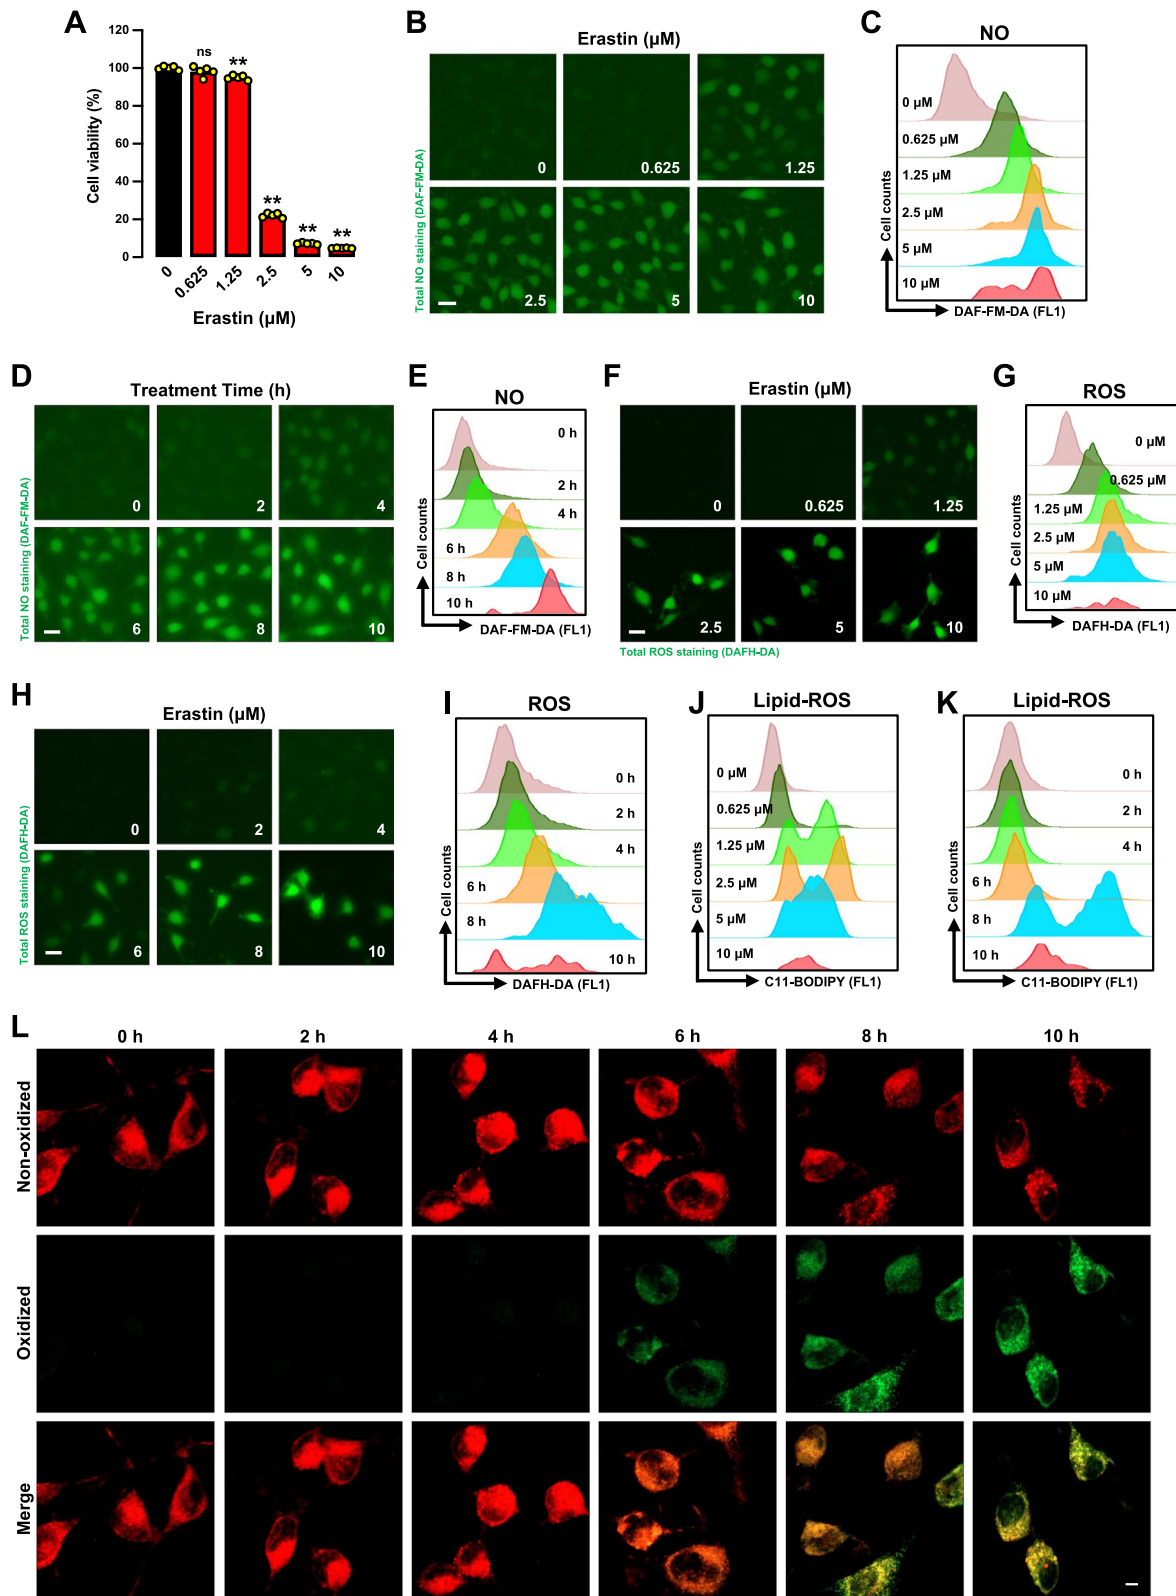 A
120
100
80
60
40
20
0
Cell viability (%)
ns
**
**
**
**
0
0.625
1.25
2.5
5
10
Erastin (μM)
B
Erastin (μM)
Total NO staining (DAF-FM-DA)
0
0.625
1.25
2.5
5
10
C
NO
0 μM
0.625 μM
1.25 μM
2.5 μM
5 μM
10 μM
Cell counts
DAF-FM-DA (FL1)
D
Treatment Time (h)
Total NO staining (DAF-FM-DA)
0
2
4
6
8
10
E
NO
0 h
2 h
4 h
6 h
8 h
10 h
Cell counts
DAF-FM-DA (FL1)
F
Erastin (μM)
0
0.625
1.25
2.5
5
10
Total ROS staining (DAFH-DA)
G
ROS
0 μM
0.625 μM
1.25 μM
2.5 μM
5 μM
10 μM
Cell counts
DAFH-DA (FL1)
H
Erastin (μM)
Total ROS staining (DAFH-DA)
0
2
4
6
8
10
I
ROS
0 h
2 h
4 h
6 h
8 h
10 h
Cell counts
DAFH-DA (FL1)
J
Lipid-ROS
0 μM
0.625 μM
1.25 μM
2.5 μM
5 μM
10 μM
Cell counts
C11-BODIPY (FL1)
K
Lipid-ROS
0 h
2 h
4 h
6 h
8 h
10 h
Cell counts
C11-BODIPY (FL1)
L
0 h
2 h
4 h
6 h
8 h
10 h
Non-oxidized
Oxidized
Merge